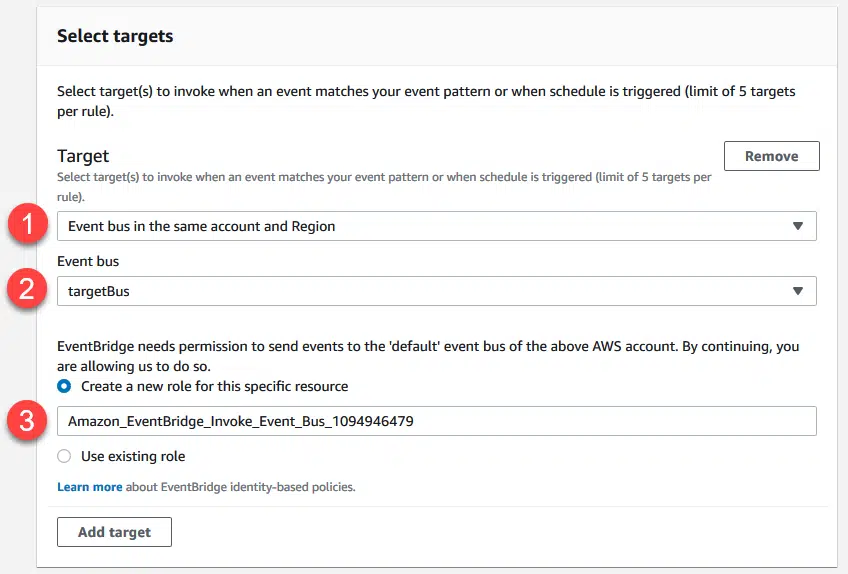 Select targets
Select target(s) to invoke when an event matches your event pattern or when schedule is triggered (limit of 5 targets
per rule).
Target
Remove
Select target(s) to invoke when an event matches your event pattern or when schedule is triggered (limit of 5 targets per
rule).
1
Event bus in the same account and Region
Event bus
2
targetBus
EventBridge needs permission to send events to the 'default' event bus of the above AWS account. By continuing, you
are allowing us to do so.
Create a new role for this specific resource
3
Amazon_EventBridge_Invoke_Event_Bus_1094946479
Use existing role
Learn more about EventBridge identity-based policies.
Add target